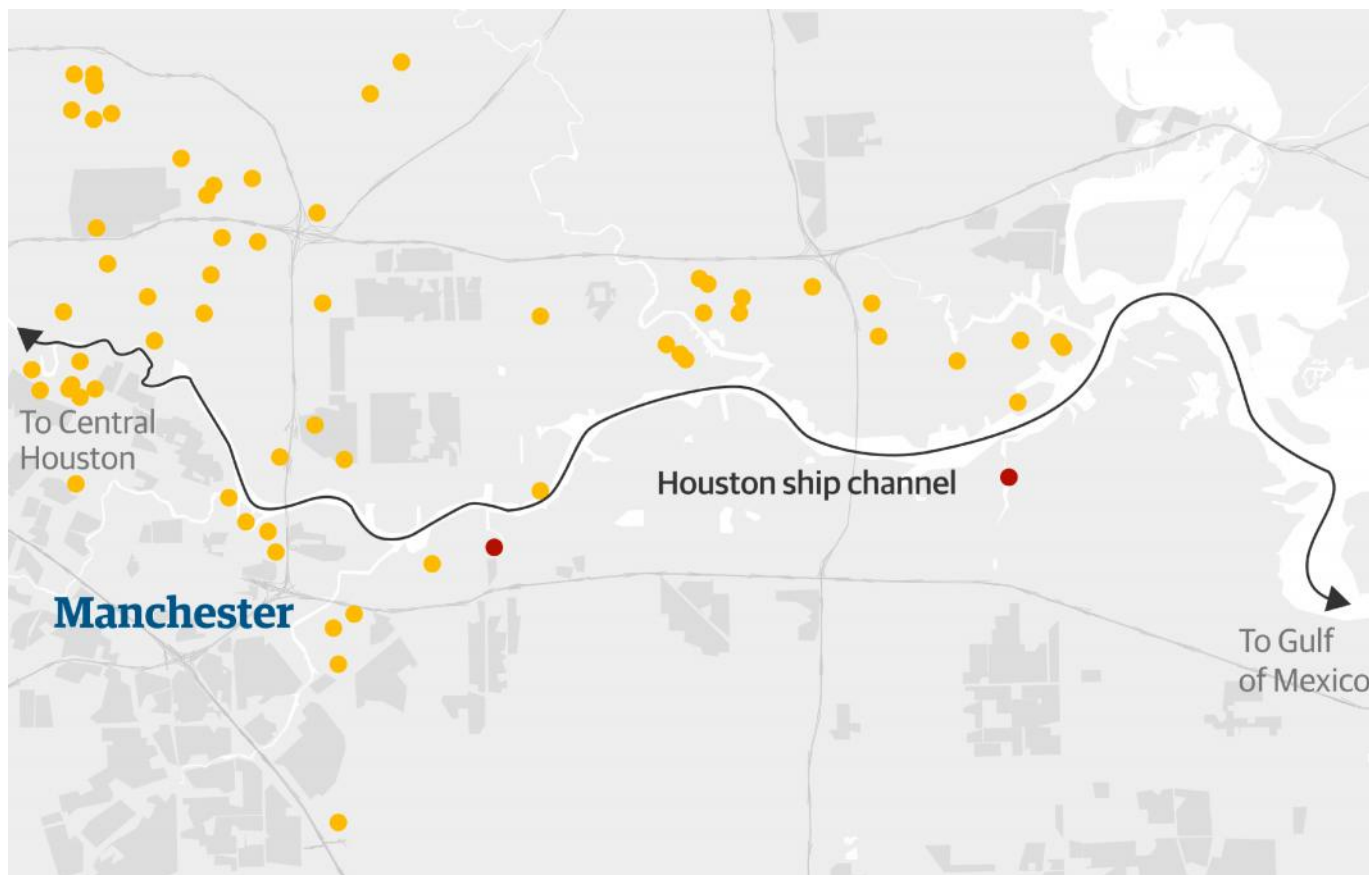 To Central
Houston
Houston ship channel
Manchester
To Gulf
of Mexico